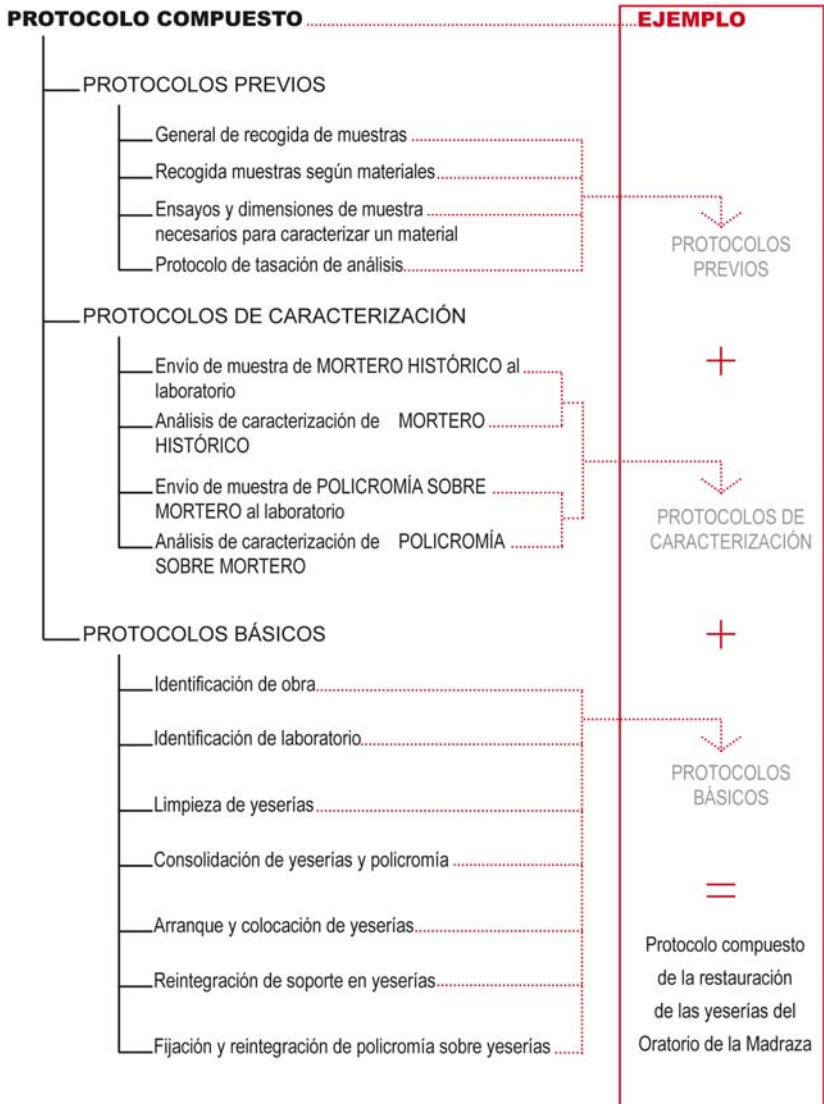 PROTOCOLO COMPUESTO
EJEMPLO
PROTOCOLOS PREVIOS
General de recogida de muestras
Recogida muestras según materiales
Ensayos y dimensiones de muestra
necesarios para caracterizar un material
Protocolo de tasación de análisis
PROTOCOLOS
PREVIOS
PROTOCOLOS DE CARACTERIZACIÓN
+
Envío de muestra de MORTERO HISTÓRICO al
laboratorio
Análisis de caracterización de MORTERO
HISTÓRICO
Envío de muestra de POLICROMÍA SOBRE
MORTERO al laboratorio
Análisis de caracterización de POLICROMÍA
SOBRE MORTERO
PROTOCOLOS DE
CARACTERIZACIÓN
PROTOCOLOS BÁSICOS
+
Identificación de obra
Identificación de laboratorio
Limpieza de yeserías
Consolidación de yeserías y policromía
Arranque y colocación de yeserías
Reintegración de soporte en yeserías
Fijación y reintegración de policromía sobre yeserías
PROTOCOLOS
BÁSICOS
=
Protocolo compuesto
de la restauración
de las yeserías del
Oratorio de la Madraza